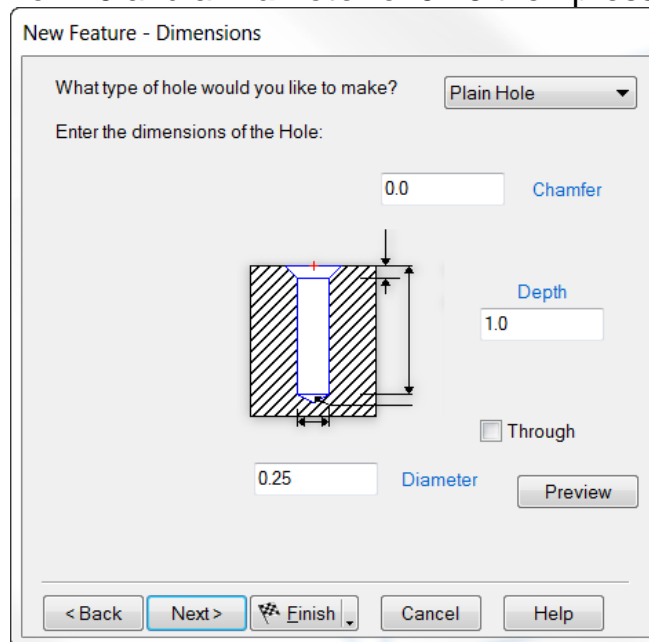 New Feature - Dimensions
What type of hole would you like to make? Plain Hole
Enter the dimensions of the Hole:
0.0 Chamfer
Depth
1.0
Through
0.25 Diameter
Preview
< Back Next > Finish Cancel Help